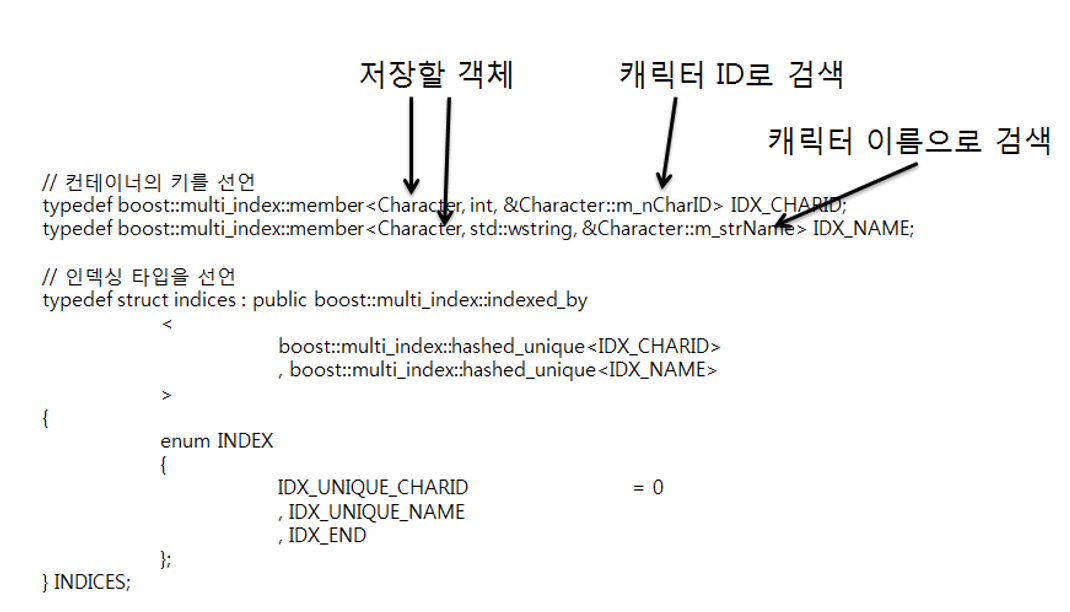 저장할 객체
캐릭터 ID로 검색
캐릭터 이름으로 검색
// 컨테이너의 키를 선언
typedef boost::multi_index::member<Character, int, &Character::m_nCharID> IDX_CHARID;
typedef boost::multi_index::member<Character, std::wstring, &Character::m_strName> IDX_NAME;
// 인덱싱 타입을 선언
typedef struct indices : public boost::multi_index::indexed_by
<
boost::multi_index::hashed_unique<IDX_CHARID>
, boost::multi_index::hashed_unique<IDX_NAME>
>
{
enum INDEX
{
IDX_UNIQUE_CHARID = 0
, IDX_UNIQUE_NAME
, IDX_END
};
} INDICES;